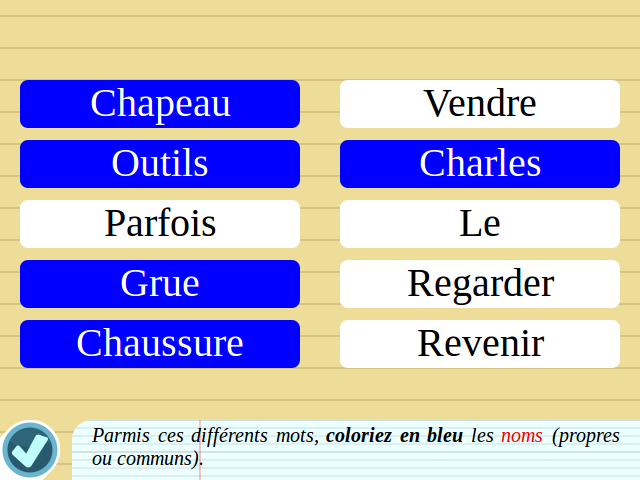 Chapeau
Vendre
Outils
Charles
Parfois
Le
Grue
Regarder
Chaussure
Revenir
Parmis ces différents mots, coloriez en bleu les noms (propres
ou communs).